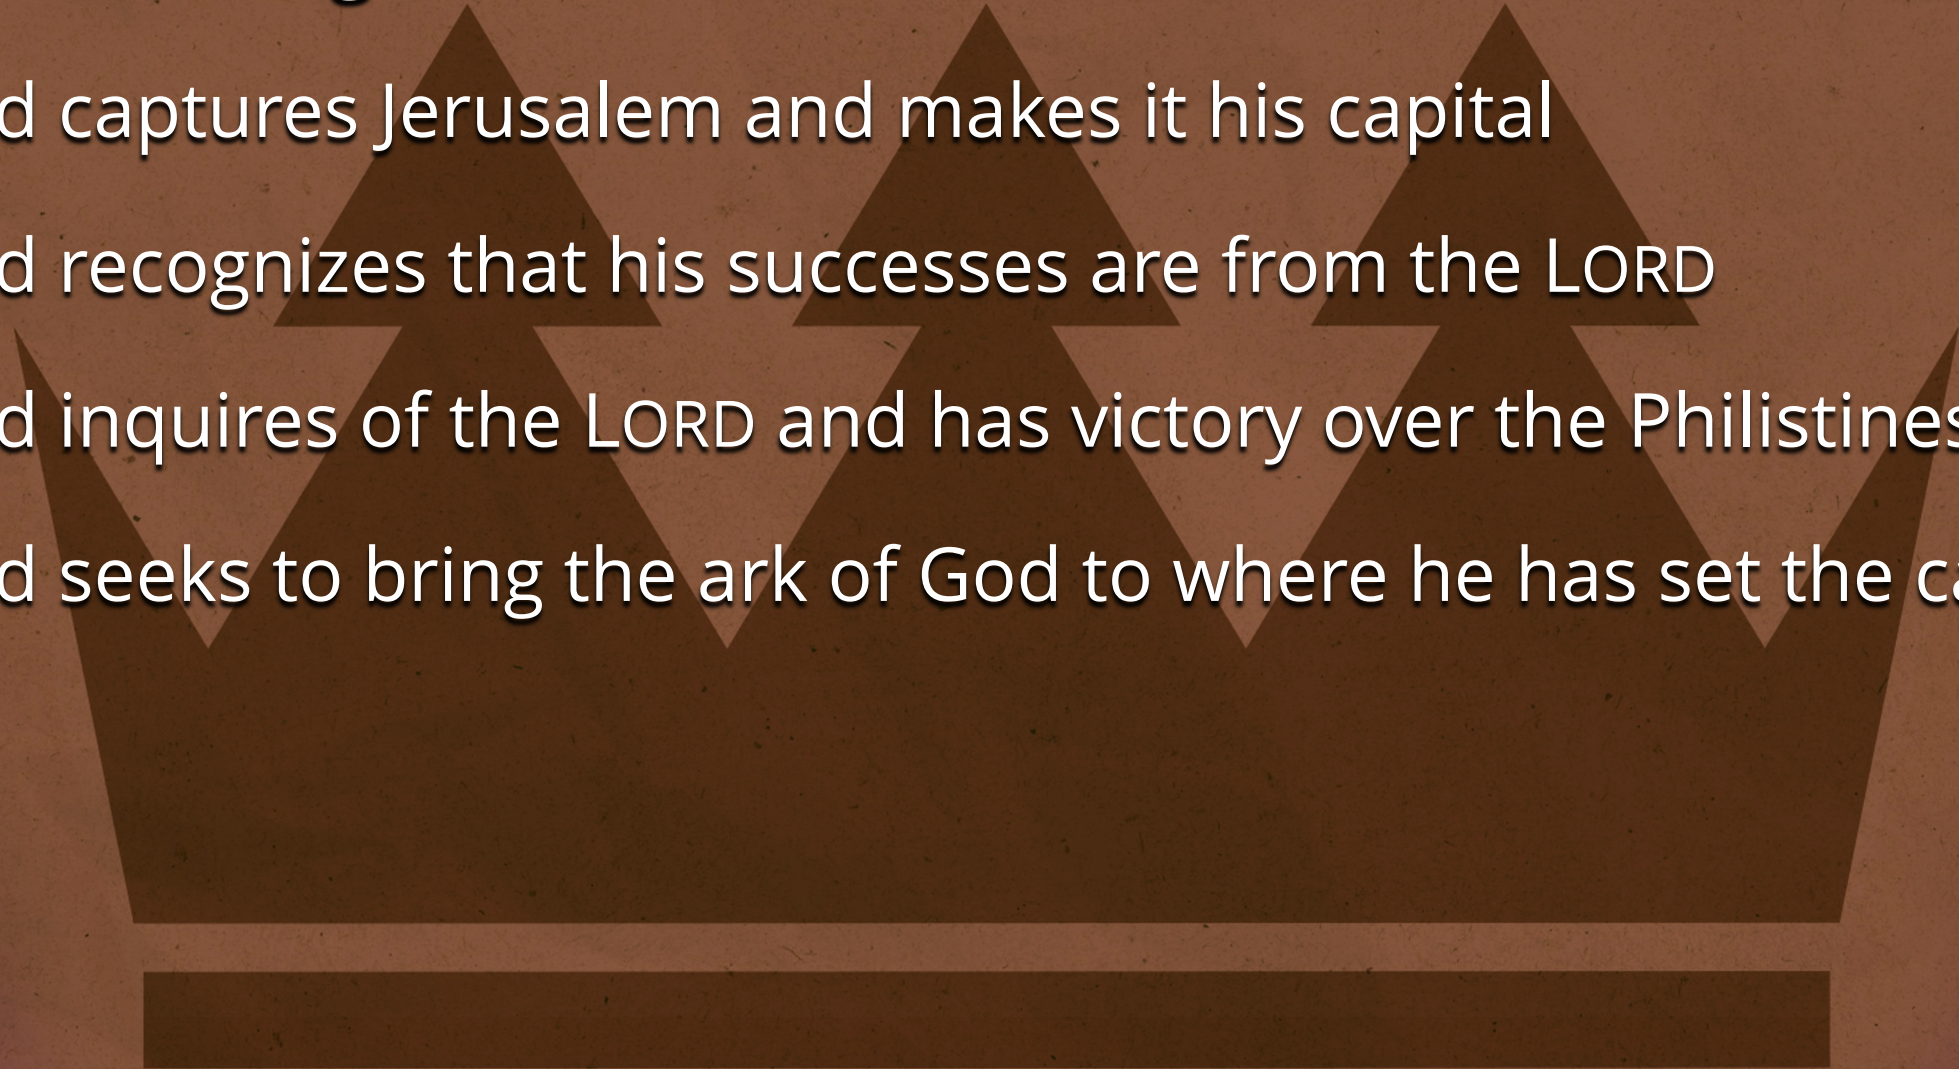 d captures Jerusalem and makes it his capital
d recognizes that his successes are from the LORD
d inquires of the LORD and has victory over the Philistines
d seeks to bring the ark of God to where he has set the ca